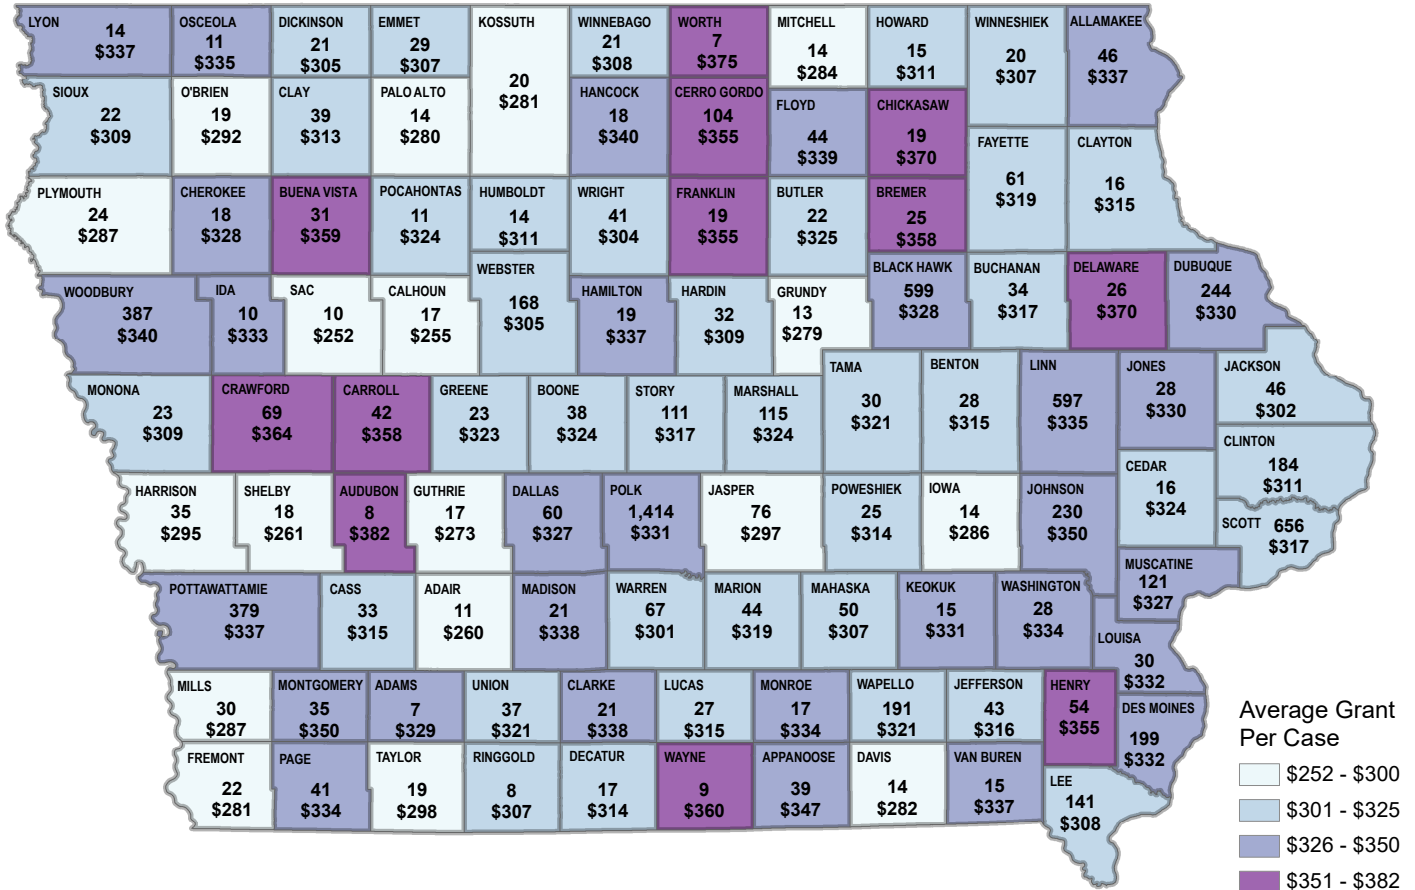 LYON
14
$337
OSCEOLA
11
$335
DICKINSON
21
$305
EMMET
29
$307
KOSSUTH
20
$281
WINNEBAGO
21
$308
WORTH
7
$375
MITCHELL
14
$284
HOWARD
15
$311
WINNESHIEK
20
$307
ALLAMAKEE
46
$337
SIOUX
22
$309
O'BRIEN
19
$292
CLAY
39
$313
PALO ALTO
14
$280
HANCOCK
18
$340
CERRO GORDO
104
$355
FLOYD
44
$339
CHICKASAW
19
$370
FAYETTE
61
$319
CLAYTON
16
$315
PLYMOUTH
24
$287
CHEROKEE
18
$328
BUENA VISTA
31
$359
POCAHONTAS
11
$324
HUMBOLDT
14
$311
WRIGHT
41
$304
FRANKLIN
19
$355
BUTLER
22
$325
BREMER
25
$358
WOODBURY
387
$340
IDA
10
$333
SAC
10
$252
CALHOUN
17
$255
WEBSTER
168
$305
HAMILTON
19
$337
HARDIN
32
$309
GRUNDY
13
$279
BLACK HAWK
599
$328
BUCHANAN
34
$317
DELAWARE
26
$370
DUBUQUE
244
$330
MONONA
23
$309
CRAWFORD
69
$364
CARROLL
42
$358
GREENE
23
$323
BOONE
38
$324
STORY
111
$317
MARSHALL
115
$324
TAMA
30
$321
BENTON
28
$315
LINN
597
$335
JONES
28
$330
JACKSON
46
$302
CLINTON
184
$311
CEDAR
16
$324
SCOTT 656
$317
HARRISON
35
$295
SHELBY
18
$261
AUDUBON
8
$382
GUTHRIE
17
$273
DALLAS
60
$327
POLK
1,414
$331
JASPER
76
$297
POWESHIEK
25
$314
IOWA
14
$286
JOHNSON
230
$350
MUSCATINE
121
$327
POTTAWATTAMIE
379
$337
CASS
33
$315
ADAIR
11
$260
MADISON
21
$338
WARREN
67
$301
MARION
44
$319
MAHASKA
50
$307
KEOKUK
15
$331
WASHINGTON
28
$334
LOUISA
30
$332
MILLS
30
$287
MONTGOMERY
35
$350
ADAMS
7
$329
UNION
37
$321
CLARKE
21
$338
LUCAS
27
$315
MONROE
17
$334
WAPELLO
191
$321
JEFFERSON
43
$316
HENRY
54
$355
DES MOINES
199
$332
FREMONT
22
$281
PAGE
41
$334
TAYLOR
19
$298
RINGGOLD
8
$307
DECATUR
17
$314
WAYNE
9
$360
APPANOOSE
39
$347
DAVIS
14
$282
VAN BUREN
15
$337
LEE
141
$308
Average Grant
Per Case
$252 - $300
$301 - $325
$326 - $350
$351 - $382